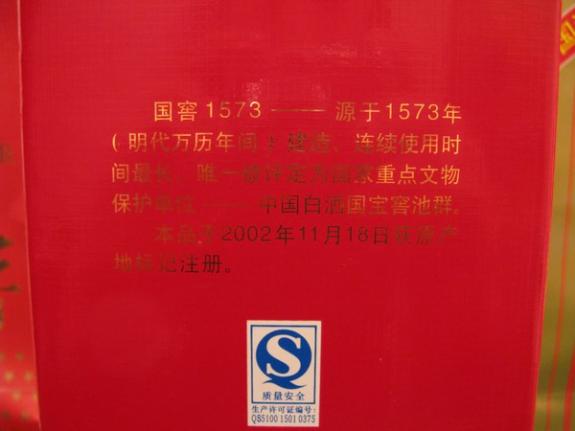 国窖1573 —— 源于1573年
(明代万历年间)建造、连续使用时
间最长、唯一被评定为国家重点文物
保护单位 —— 中国白酒国宝窖池群。
本品于2002年11月18日获原产
地标记注册。
质量安全
生产许可证编号:
QS5100 1501 0375